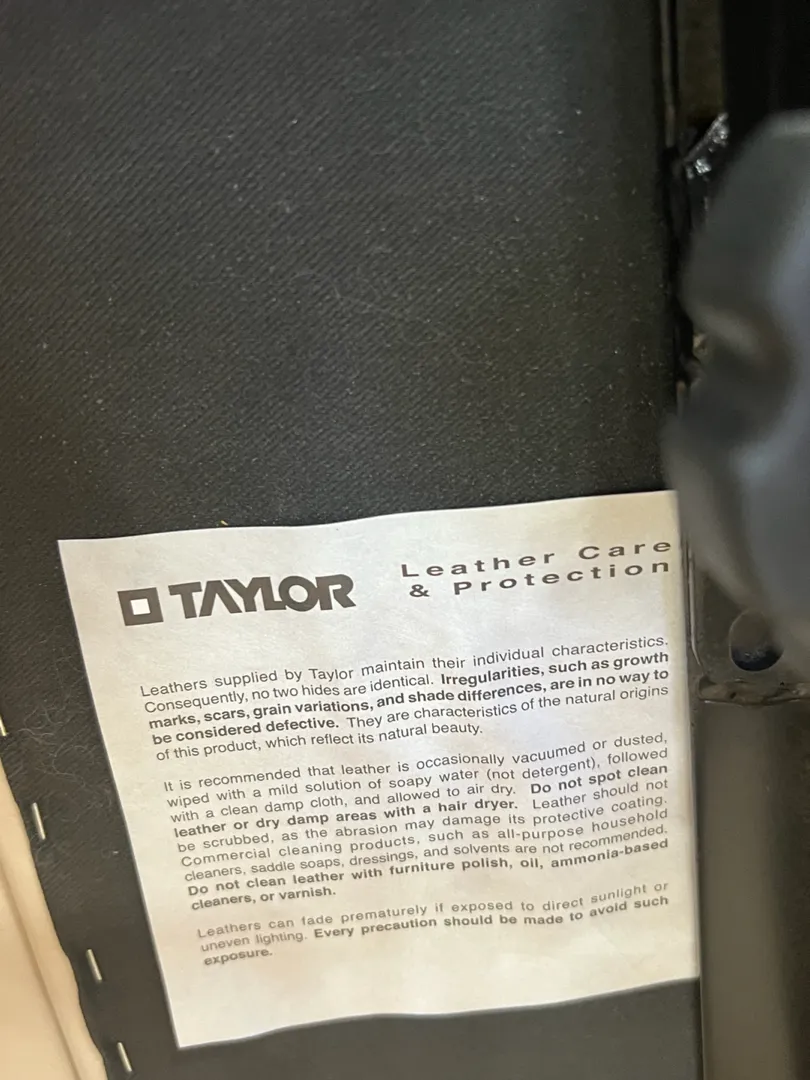 TAYLOR
Leather Care
& Protection
Leathers supplied by Taylor maintain their individual characteristics.
Consequently, no two hides are identical. Irregularities, such as growth
marks, scars, grain variations, and shade differences, are in no way to
be considered defective. They are characteristics of the natural origins
of this product, which reflect its natural beauty.
It is recommended that leather is occasionally vacuumed or dusted,
wiped with a mild solution of soapy water (not detergent), followed
with a clean damp cloth, and allowed to air dry. Do not spot clean
leather or dry damp areas with a hair dryer. Leather should not
be scrubbed, as the abrasion may damage its protective coating.
Commercial cleaning products, such as all-purpose household
cleaners, saddle soaps, dressings, and solvents are not recommended.
Do not clean leather with furniture polish, oil, ammonia-based
cleaners, or varnish.
Leathers can fade prematurely if exposed to direct sunlight or
uneven lighting. Every precaution should be made to avoid such
exposure.